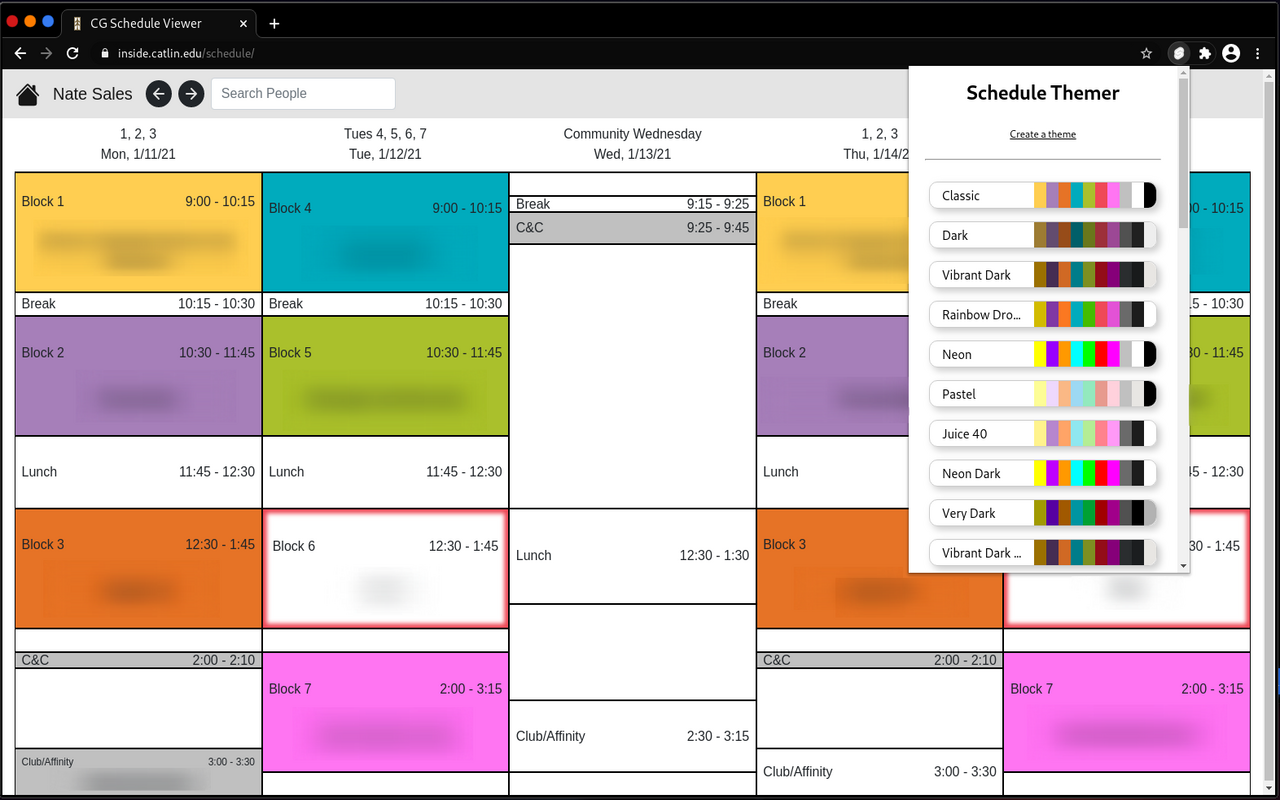 CG Schedule Viewer
inside.catlin.edu/schedule/
Nate Sales
Search People
1, 2, 3
Mon, 1/11/21
Tues 4, 5, 6, 7
Tue, 1/12/21
Community Wednesday
Wed, 1/13/21
1, 2, 3
Thu, 1/14/2
Block 1 9:00 - 10:15
Break 10:15 - 10:30
Block 2 10:30 - 11:45
Lunch 11:45 - 12:30
Block 3 12:30 - 1:45
C&C 2:00 - 2:10
Club/Affinity 3:00 - 3:30
Block 4 9:00 - 10:15
Break 10:15 - 10:30
Block 5 10:30 - 11:45
Lunch 11:45 - 12:30
Block 6 12:30 - 1:45
Block 7 2:00 - 3:15
Break 9:15 - 9:25
C&C 9:25 - 9:45
Lunch 12:30 - 1:30
Club/Affinity 2:30 - 3:15
Block 1
Break
Block 2
Lunch
Block 3
C&C 2:00 - 2:10
Club/Affinity 3:00 - 3:30
00 - 10:15
15 - 10:30
30 - 11:45
45 - 12:30
30 - 1:45
Block 7 2:00 - 3:15
Schedule Themer
Create a theme
Classic
Dark
Vibrant Dark
Rainbow Dro...
Neon
Pastel
Juice 40
Neon Dark
Very Dark
Vibrant Dark ...